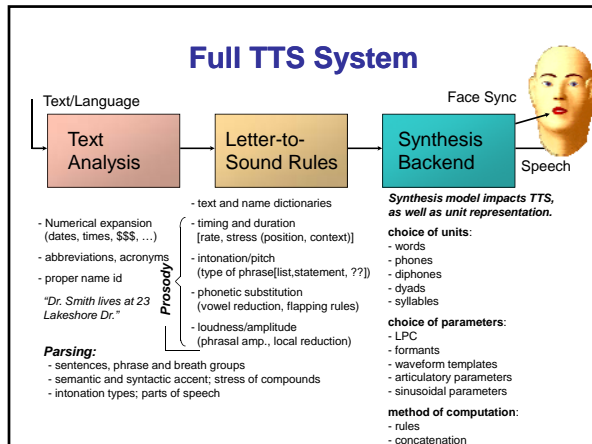 Full TTS System
Text/Language
Face Sync
Text
Analysis
Letter-to-
Sound Rules
Synthesis
Backend
Speech
- Numerical expansion
(dates, times, $$$, …)
- abbreviations, acronyms
- proper name id
“Dr. Smith lives at 23
Lakeshore Dr.”
Prosody
- text and name dictionaries
- timing and duration
[rate, stress (position, context)]
- intonation/pitch
(type of phrase[list,statement, ??])
- phonetic substitution
(vowel reduction, flapping rules)
- loudness/amplitude
(phrasal amp., local reduction)
Parsing:
- sentences, phrase and breath groups
- semantic and syntactic accent; stress of compounds
- intonation types; parts of speech
Synthesis model impacts TTS,
as well as unit representation.
choice of units:
- words
- phones
- diphones
- dyads
- syllables
choice of parameters:
- LPC
- formants
- waveform templates
- articulatory parameters
- sinusoidal parameters
method of computation:
- rules
- concatenation